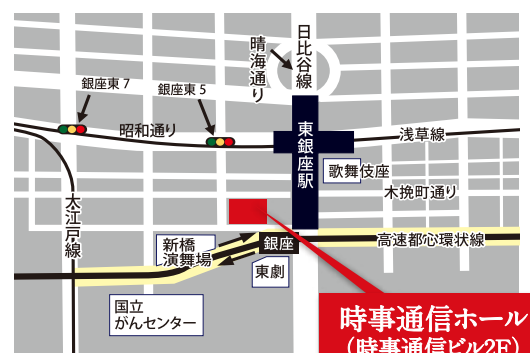 日比谷線
晴海通り
銀座東7
銀座東5
昭和通り
東銀座駅
浅草線
歌舞伎座
木挽町通り
大江戸線
新橋
演舞場
銀座
高速都心環状線
東劇
国立
がんセンター
時事通信ホール
(時事通信ビル2F)